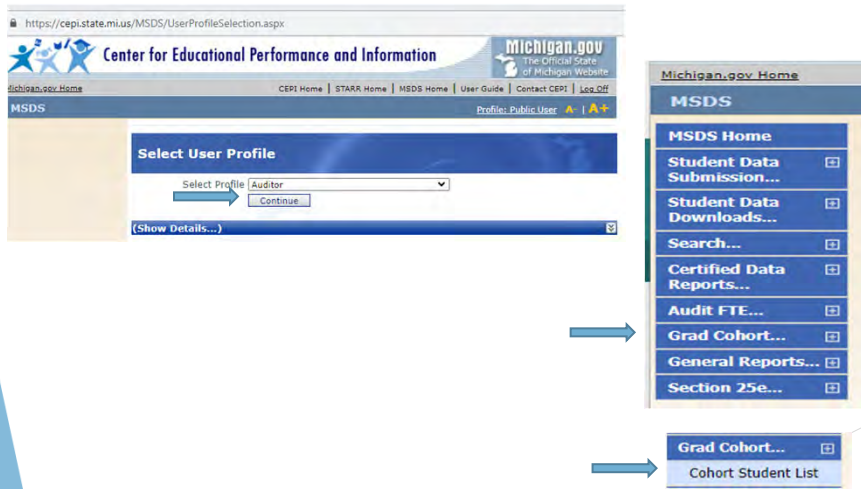 https://cepi.state.mi.us/MSDS/UserProfileSelection.aspx
Center for Educational Performance and Information
Michigan.gov
The Official State
of Michigan Website
Michigan.gov Home
CEPI Home | STARR Home | MSDS Home | User Guide | Contact CEPI | Log Off
MSDS
Profile: Public User A- | A+
Select User Profile
Select Profile Auditor
Continue
(Show Details...)
Michigan.gov Home
MSDS
MSDS Home
Student Data
Submission...
Student Data
Downloads...
Search...
Certified Data
Reports...
Audit FTE...
Grad Cohort...
General Reports...
Section 25e...
Grad Cohort...
Cohort Student List